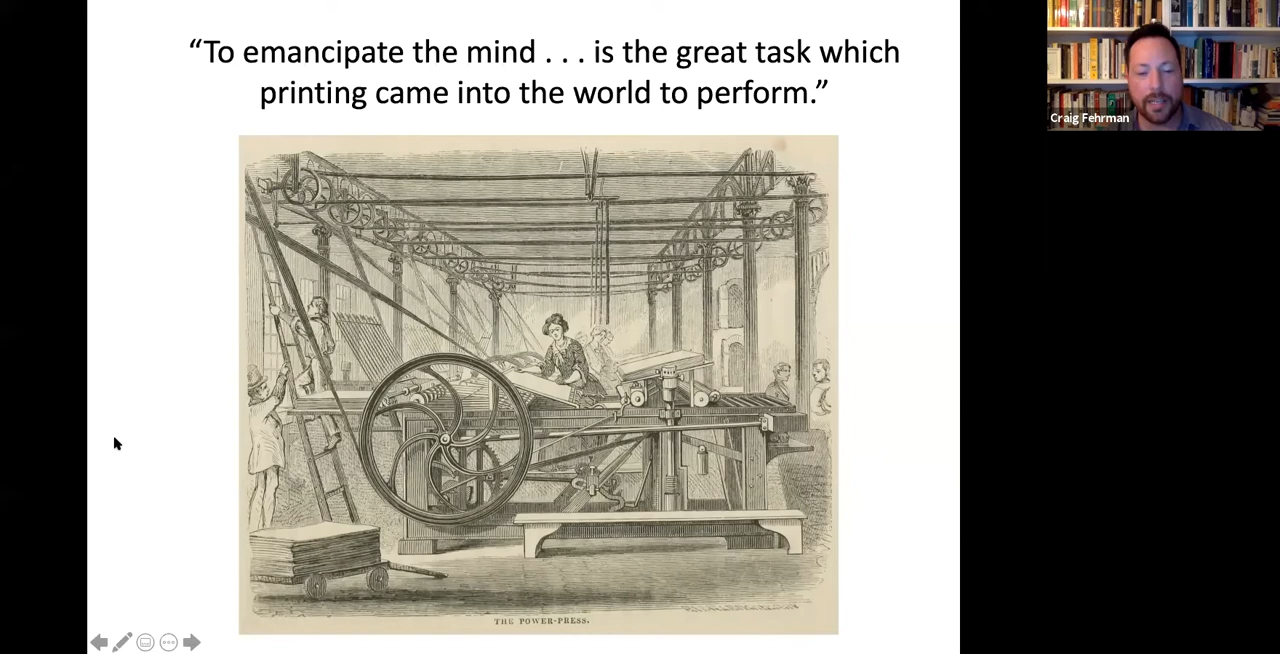 “To emancipate the mind . . . is the great task which
printing came into the world to perform.”
Craig Fehrman
THE POWER-PRESS.